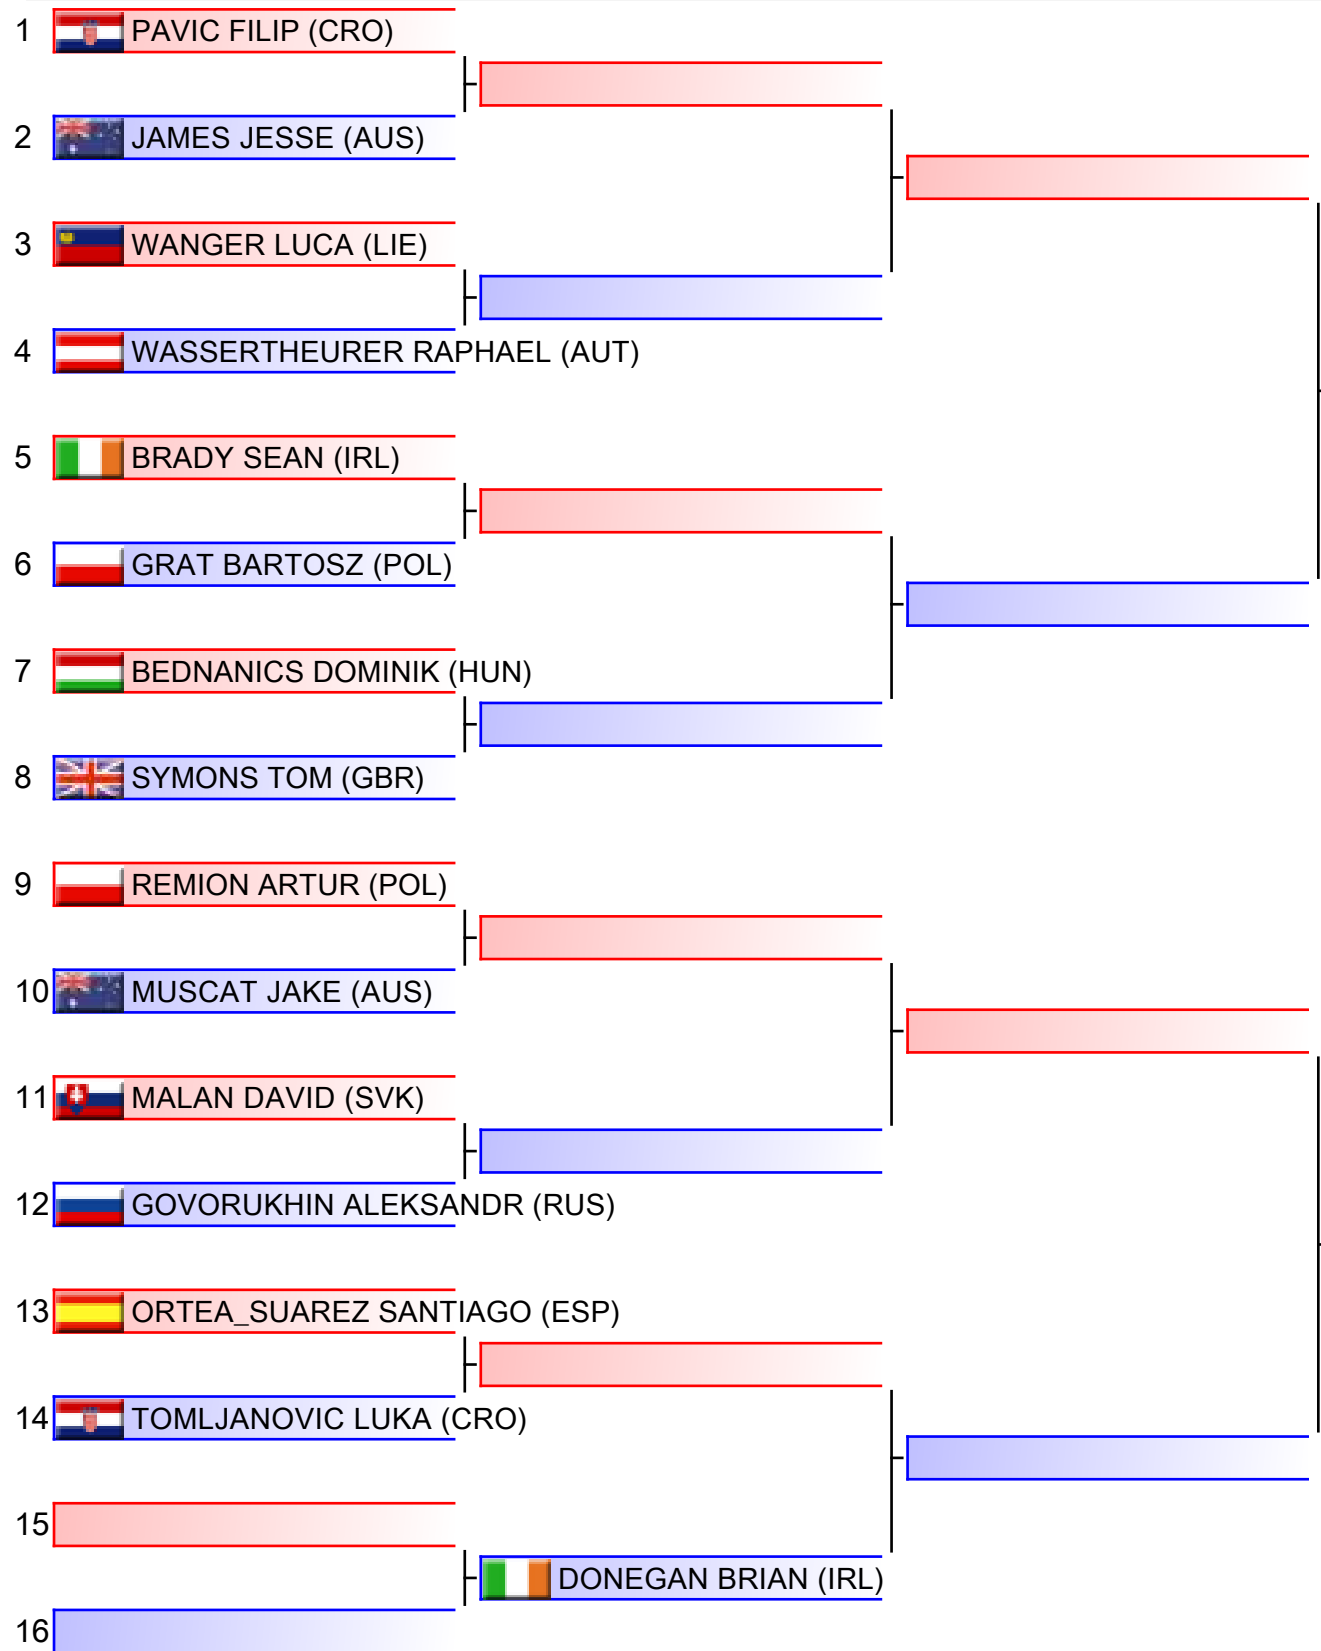 1 PAVIC FILIP (CRO)
2 JAMES JESSE (AUS)
3 WANGER LUCA (LIE)
4 WASSERTHEURER RAPHAEL (AUT)
5 BRADY SEAN (IRL)
6 GRAT BARTOSZ (POL)
7 BEDNANICS DOMINIK (HUN)
8 SYMONS TOM (GBR)
9 REMION ARTUR (POL)
10 MUSCAT JAKE (AUS)
11 MALAN DAVID (SVK)
12 GOVORUKHIN ALEKSANDR (RUS)
13 ORTEA_SUAREZ SANTIAGO (ESP)
14 TOMLJANOVIC LUKA (CRO)
15
DONEGAN BRIAN (IRL)
16